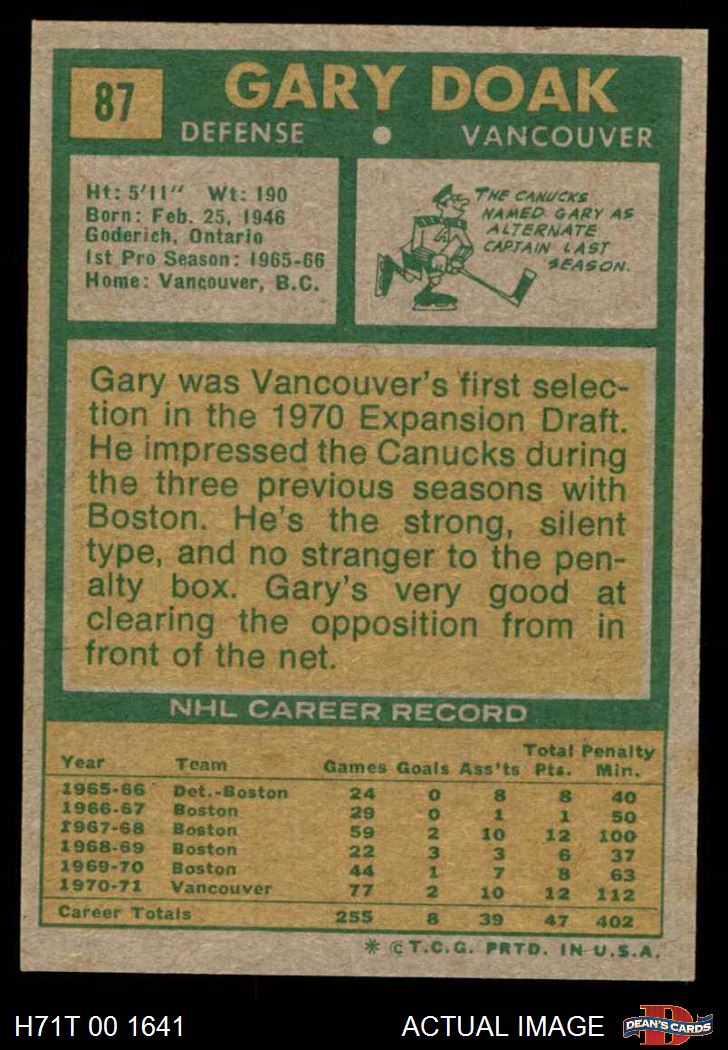 87
GARY DOAK
DEFENSE • VANCOUVER
Ht: 5'11" Wt: 190
Born: Feb. 25, 1946
Goderich, Ontario
1st Pro Season: 1965-66
Home: Vancouver, B.C.
THE CANUCKS
NAMED GARY AS
ALTERNATE
CAPTAIN LAST
SEASON.
Gary was Vancouver's first selec-
tion in the 1970 Expansion Draft.
He impressed the Canucks during
the three previous seasons with
Boston. He's the strong, silent
type, and no stranger to the pen-
alty box. Gary's very good at
clearing the opposition from in
front of the net.
NHL CAREER RECORD
Total Penalty
Year Team Games Goals Ass'ts Pts. Min.
1965-66 Det.-Boston 24 0 8 8 40
1966-67 Boston 29 0 1 1 50
1967-68 Boston 59 2 10 12 100
1968-69 Boston 22 3 3 6 37
1969-70 Boston 44 1 7 8 63
1970-71 Vancouver 77 2 10 12 112
Career Totals 255 8 39 47 402
* © T.C.G. PRTD. IN U.S.A.
H71T 00 1641 ACTUAL IMAGE D DEAN'S CARDS